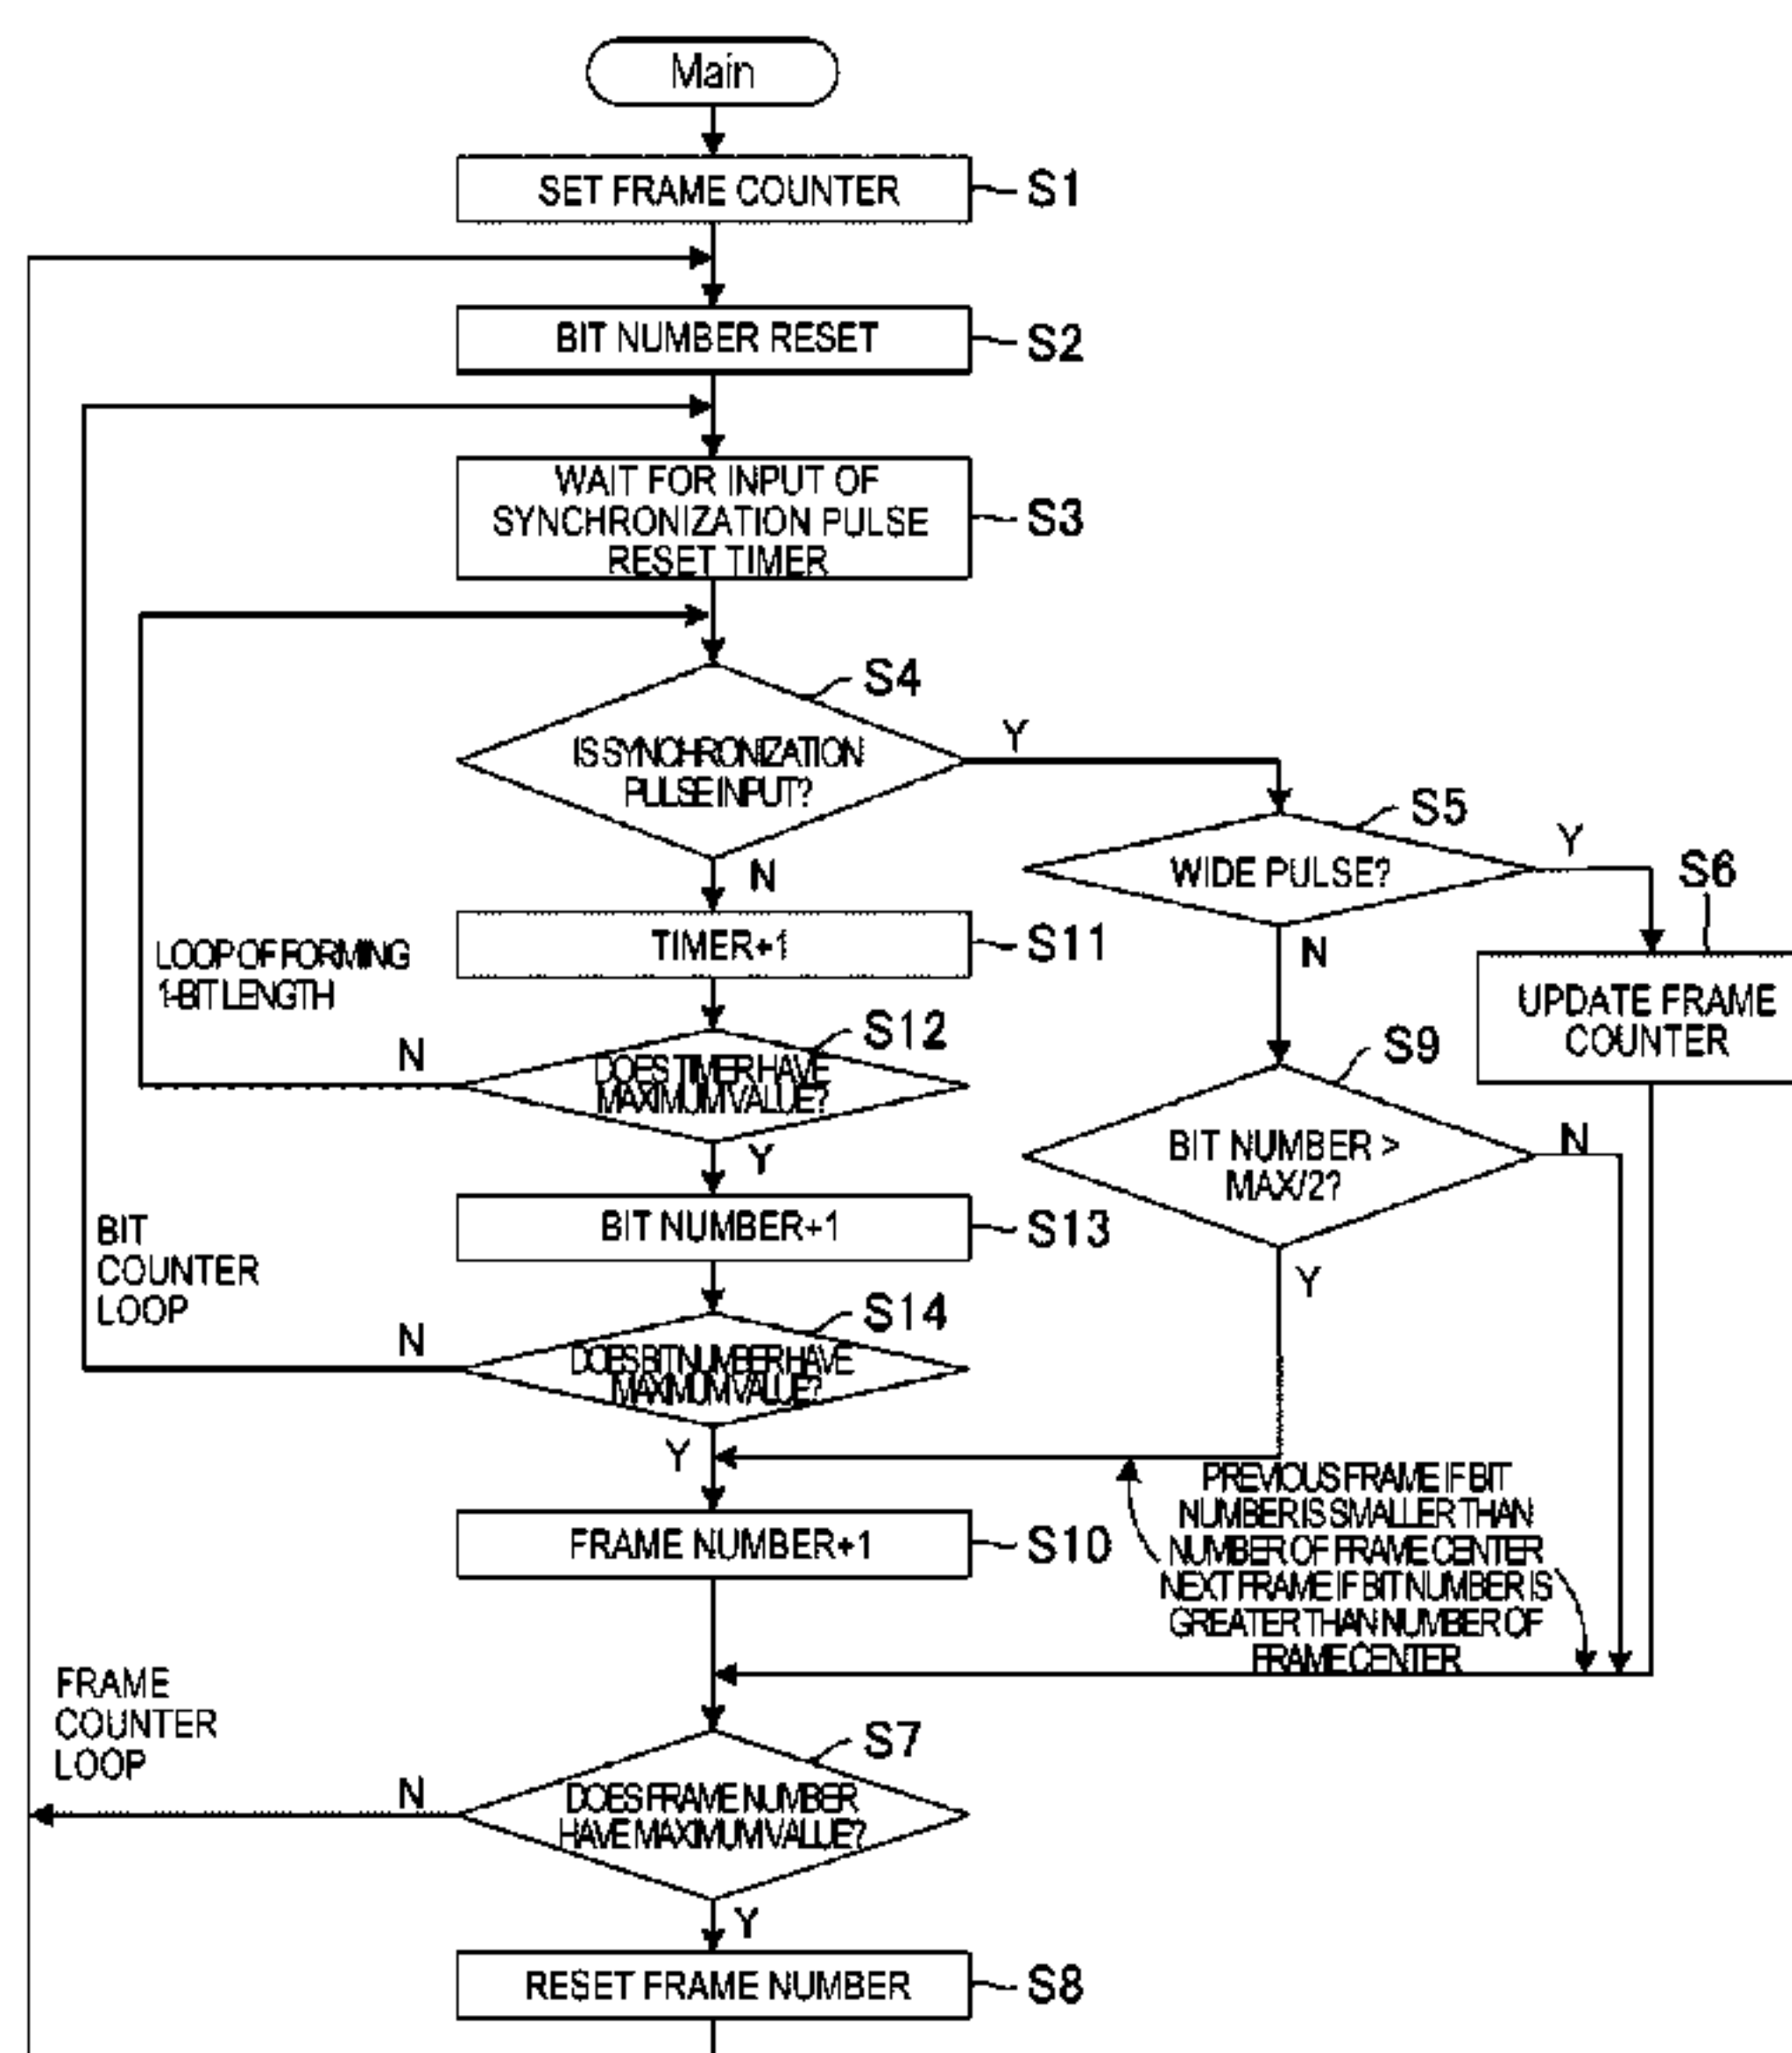 Main
SET FRAME COUNTER
S1
BIT NUMBER RESET
S2
WAIT FOR INPUT OF
SYNCHRONIZATION PULSE
RESET TIMER
S3
S4
IS SYNCHRONIZATION
PULSE INPUT?
Y
N
S5
WIDE PULSE?
Y
N
S6
UPDATE FRAME
COUNTER
TIMER+1
S11
LOOP OF FORMING
1-BIT LENGTH
S12
DOES TIMER HAVE
MAXIMUM VALUE?
N
Y
S9
BIT NUMBER >
MAX/2?
N
Y
BIT NUMBER+1
S13
BIT
COUNTER
LOOP
S14
DOES BIT NUMBER HAVE
MAXIMUM VALUE?
N
Y
PREVIOUS FRAME IF BIT
NUMBER IS SMALLER THAN
NUMBER OF FRAME CENTER
NEXT FRAME IF BIT NUMBER IS
GREATER THAN NUMBER OF
FRAME CENTER
FRAME NUMBER+1
S10
FRAME
COUNTER
LOOP
S7
DOES FRAME NUMBER
HAVE MAXIMUM VALUE?
N
Y
RESET FRAME NUMBER
S8